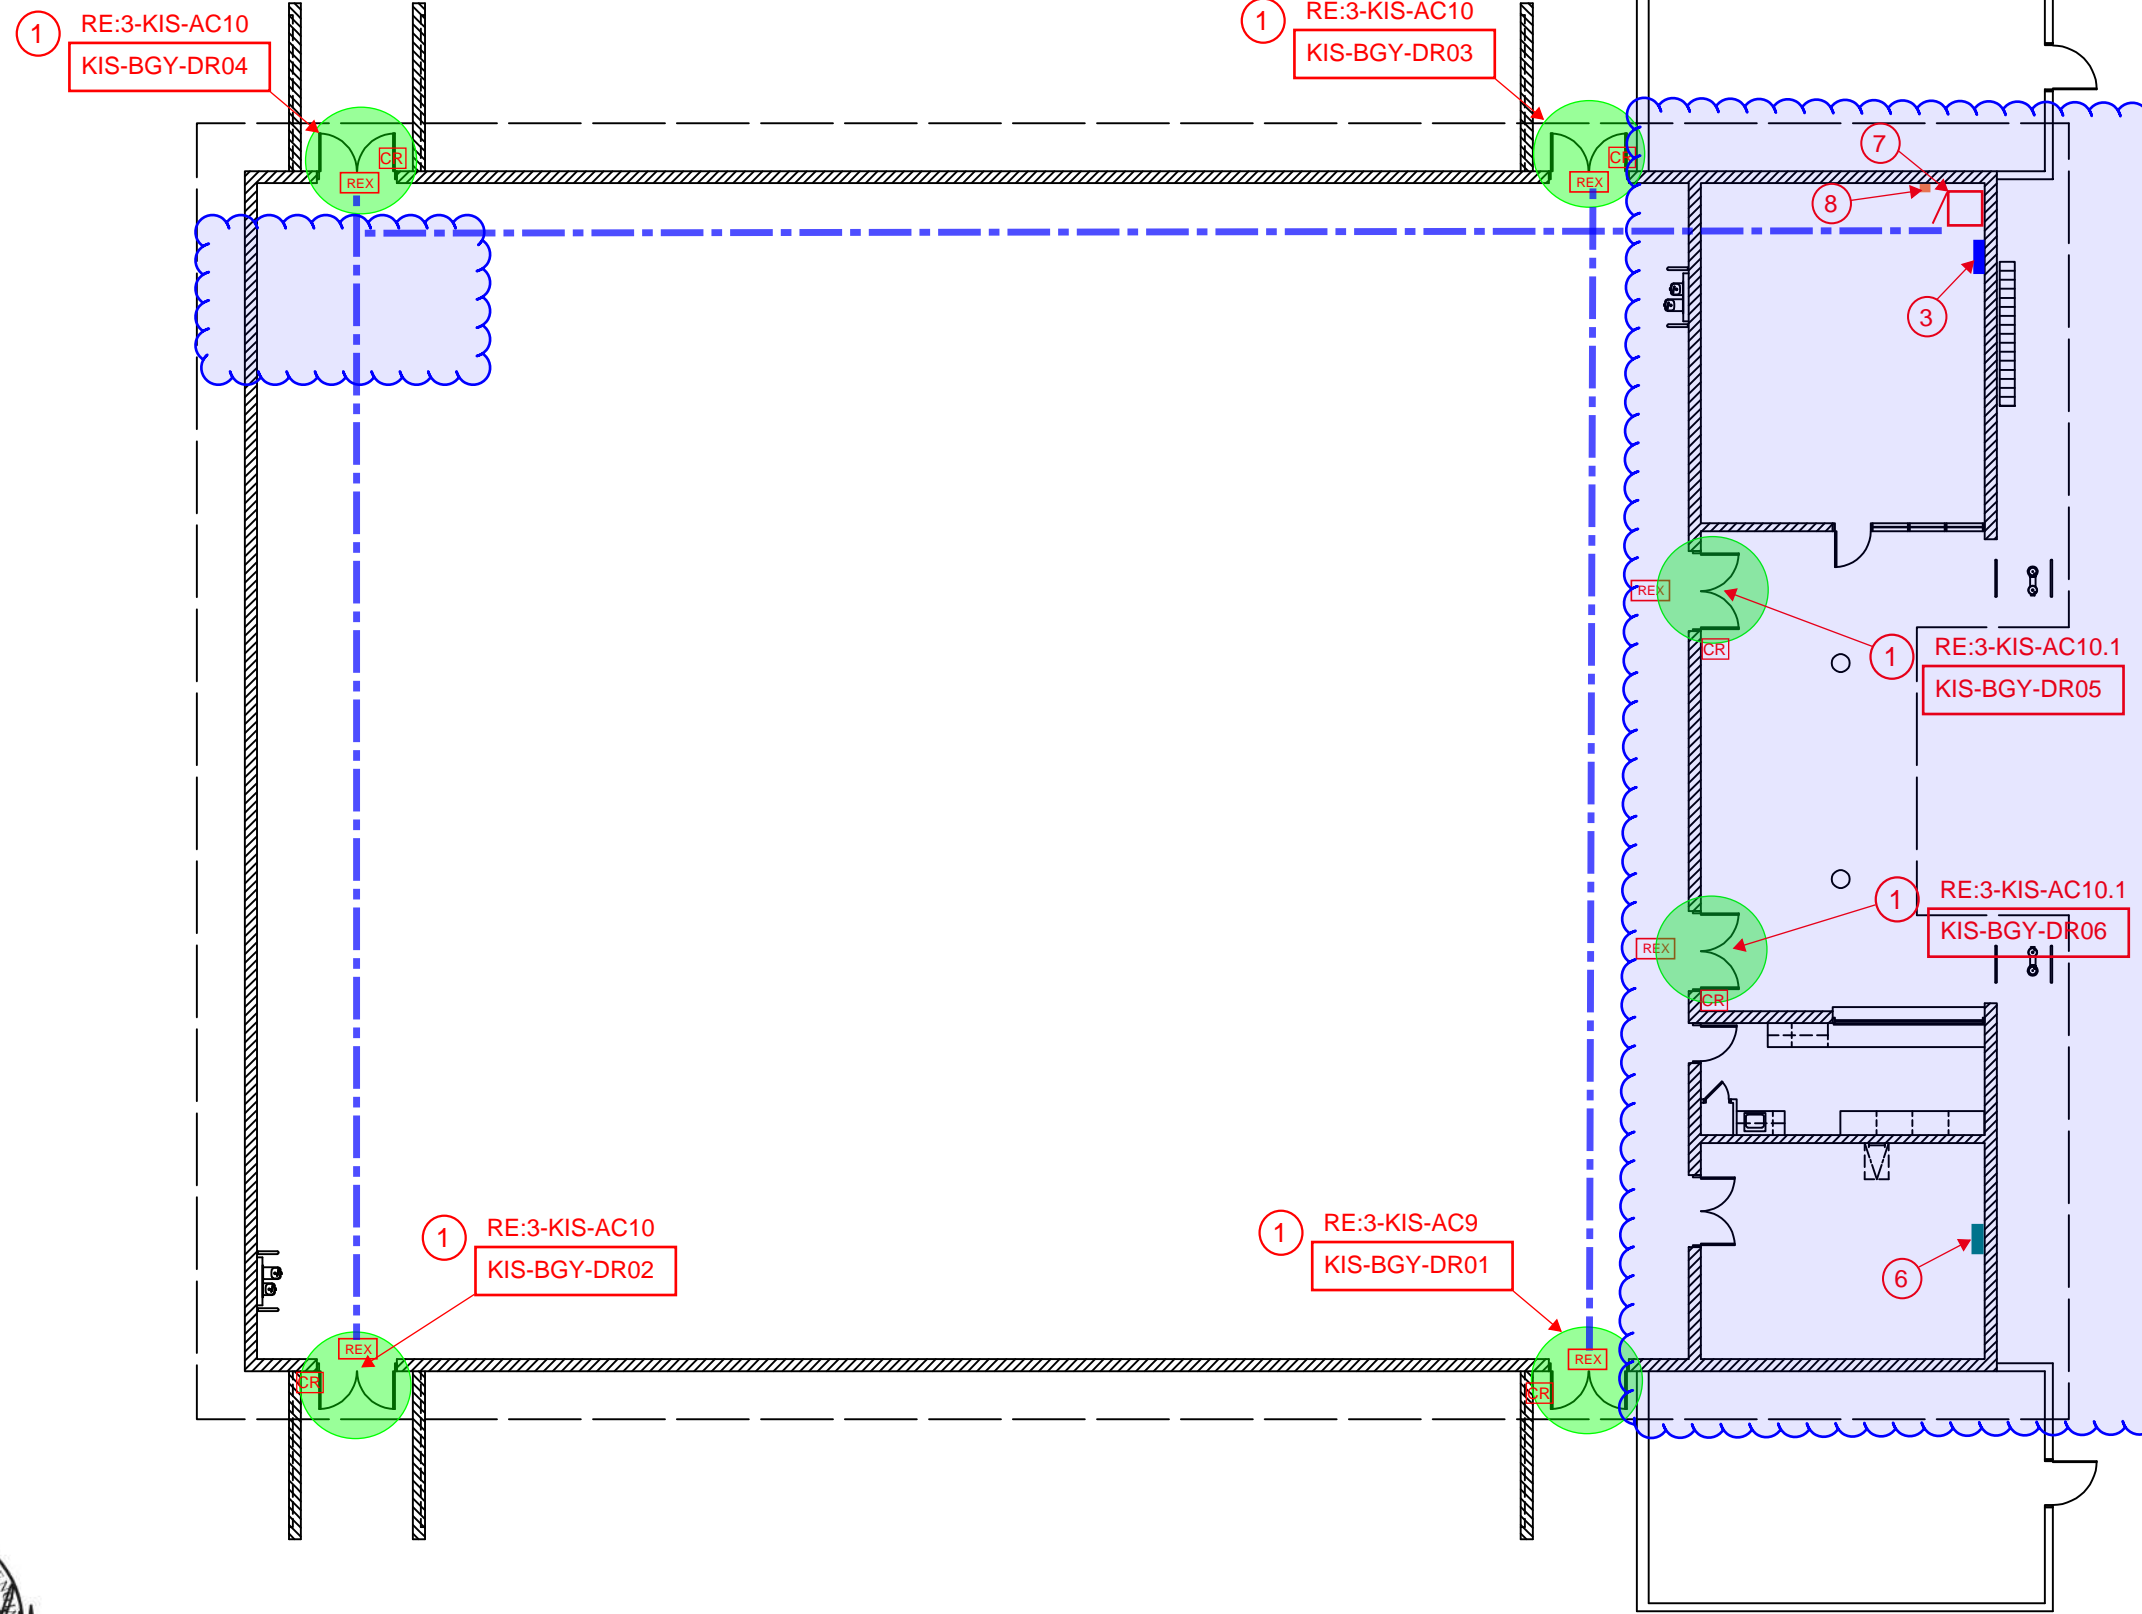 1
RE:3-KIS-AC10
KIS-BGY-DR04
1
RE:3-KIS-AC10
KIS-BGY-DR03
CR
REX
CR
REX
7
8
3
REX
CR
1
RE:3-KIS-AC10.1
KIS-BGY-DR05
REX
CR
1
RE:3-KIS-AC10.1
KIS-BGY-DR06
1
RE:3-KIS-AC10
KIS-BGY-DR02
1
RE:3-KIS-AC9
KIS-BGY-DR01
6
REX
CR
REX
CR